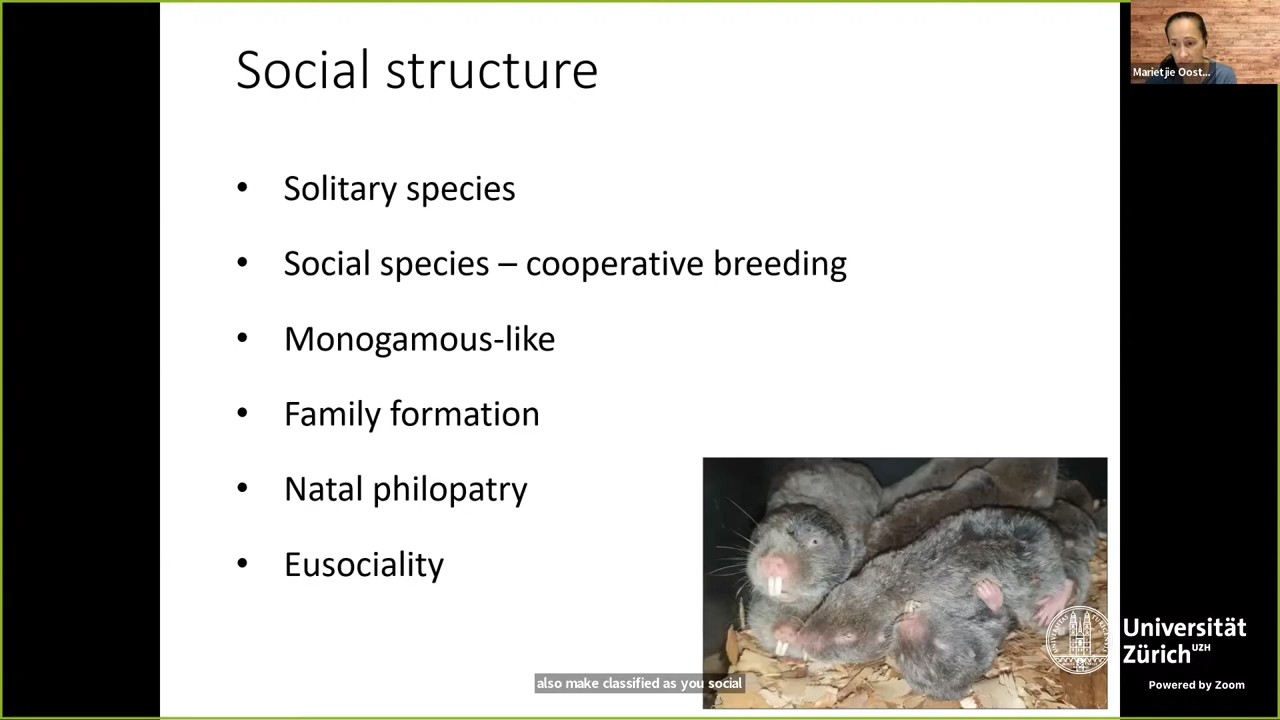 Social structure
• Solitary species
• Social species – cooperative breeding
• Monogamous-like
• Family formation
• Natal philopatry
• Eusociality
also make classified as you social
Marietjie Oost...
Universität
Zürich UZH
Powered by Zoom